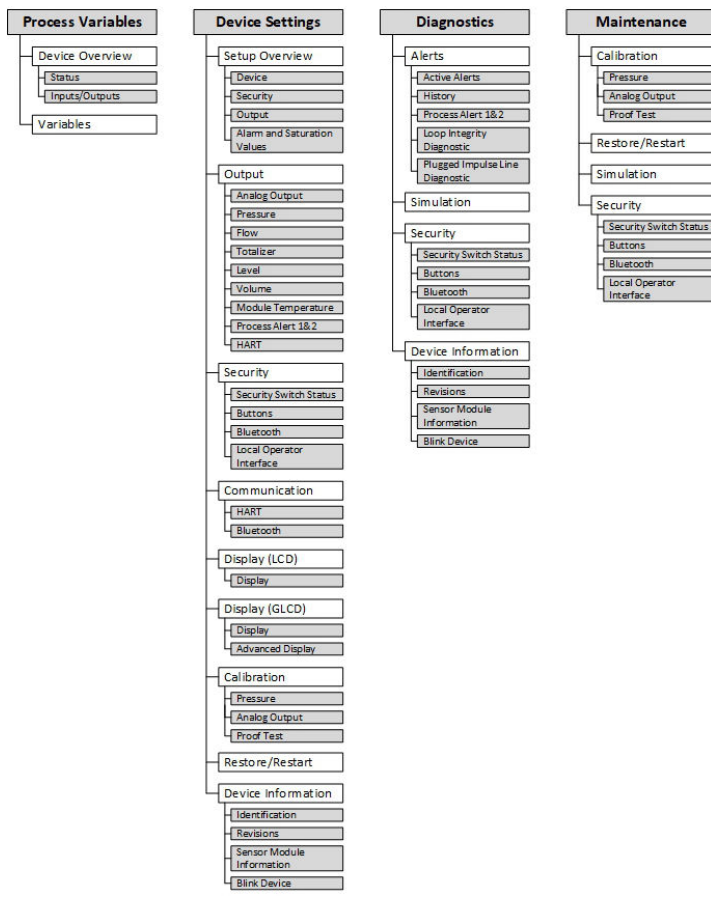 Process Variables
Device Overview
Status
Inputs/Outputs
Variables
Device Settings
Setup Overview
Device
Security
Output
Alarm and Saturation
Values
Output
Analog Output
Pressure
Flow
Totalizer
Level
Volume
Module Temperature
Process Alert 1&2
HART
Security
Security Switch Status
Buttons
Bluetooth
Local Operator
Interface
Communication
HART
Bluetooth
Display (LCD)
Display
Display (GLCD)
Display
Advanced Display
Calibration
Pressure
Analog Output
Proof Test
Restore/Restart
Device Information
Identification
Revisions
Sensor Module
Information
Blink Device
Diagnostics
Alerts
Active Alerts
History
Process Alert 1&2
Loop Integrity
Diagnostic
Plugged Impulse Line
Diagnostic
Simulation
Security
Security Switch Status
Buttons
Bluetooth
Local Operator
Interface
Device Information
Identification
Revisions
Sensor Module
Information
Blink Device
Maintenance
Calibration
Pressure
Analog Output
Proof Test
Restore/Restart
Simulation
Security
Security Switch Status
Buttons
Bluetooth
Local Operator
Interface